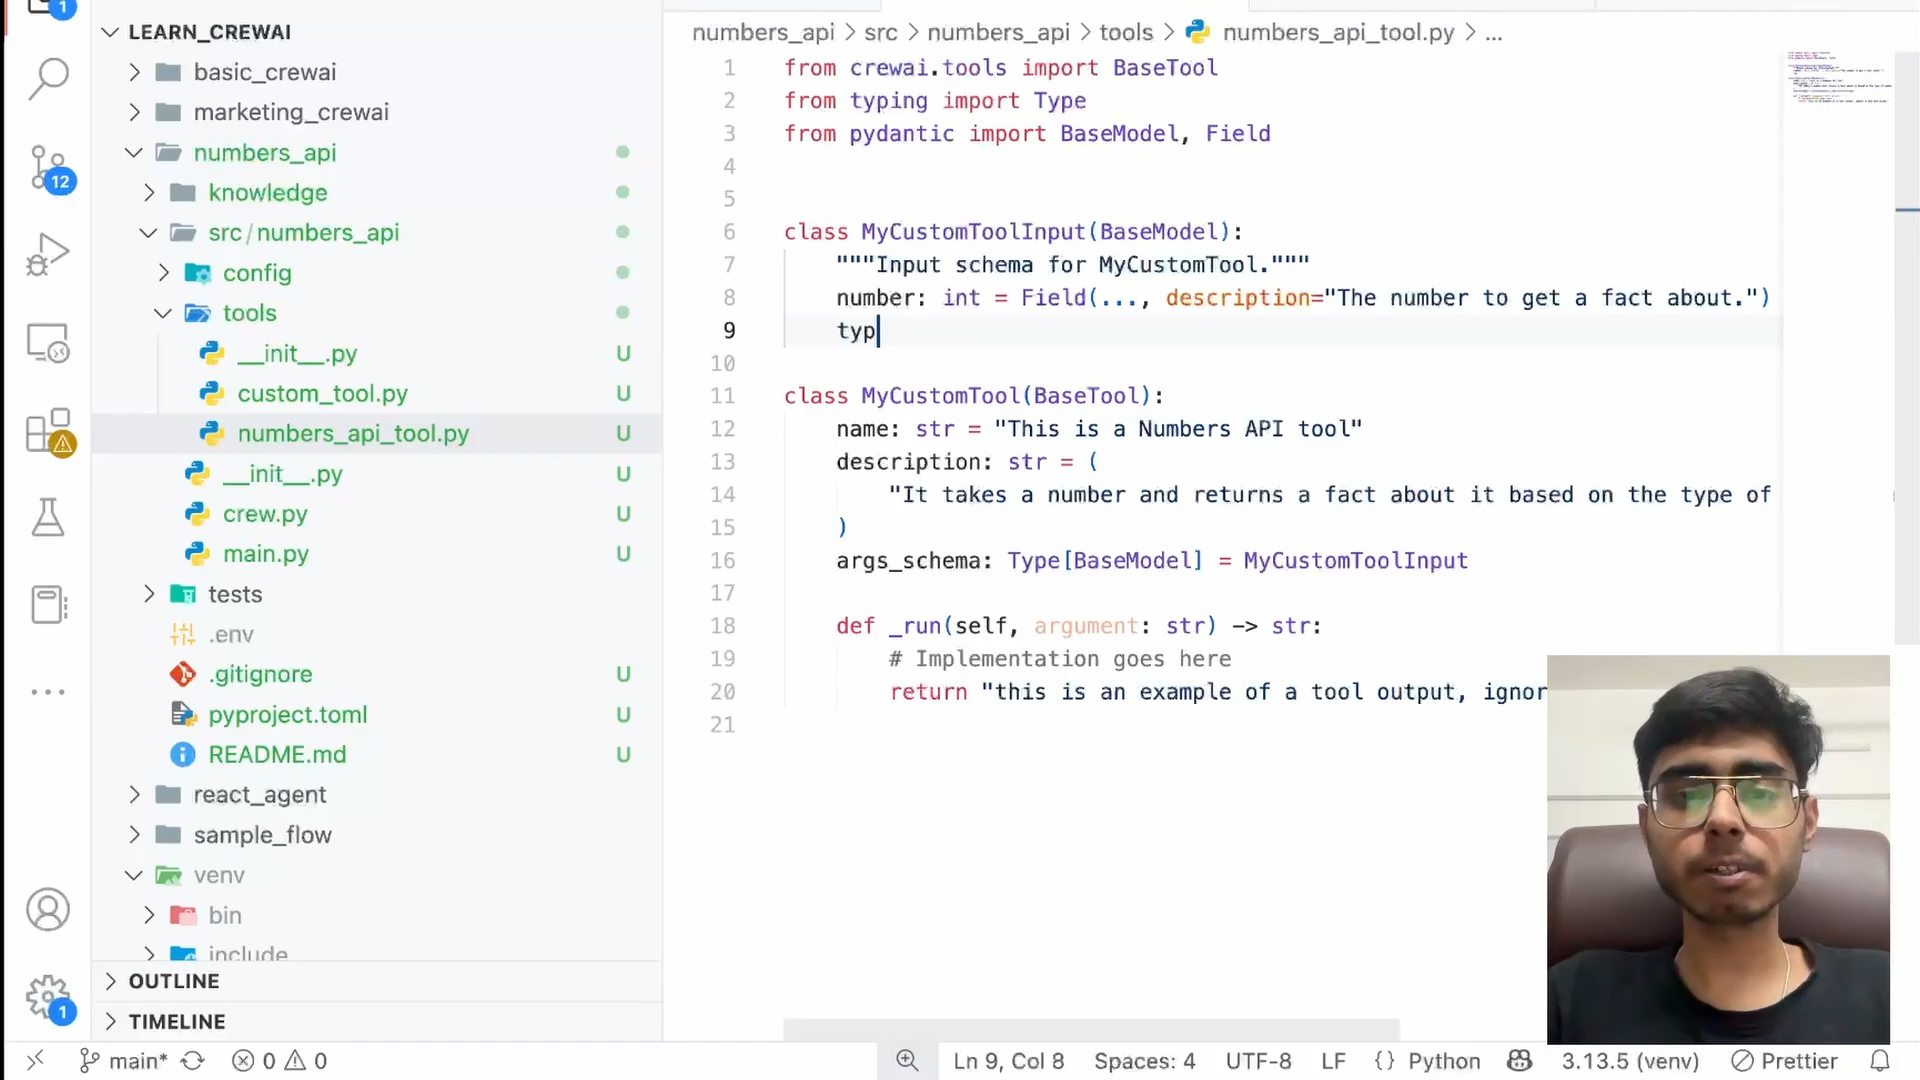 1
LEARN_CREWAI
basic_crewai
marketing_crewai
numbers_api
12
knowledge
src/numbers_api
config
tools
__init__.py U
custom_tool.py U
numbers_api_tool.py U
__init__.py U
crew.py U
main.py U
tests
.env
.gitignore U
pyproject.toml U
README.md U
react_agent
sample_flow
venv
bin
include
OUTLINE
1
TIMELINE
numbers_api > src > numbers_api > tools > numbers_api_tool.py > ...
1 from crewai.tools import BaseTool
2 from typing import Type
3 from pydantic import BaseModel, Field
4
5
6 class MyCustomToolInput(BaseModel):
7 """Input schema for MyCustomTool."""
8 number: int = Field(..., description="The number to get a fact about.")
9 typ
10
11 class MyCustomTool(BaseTool):
12 name: str = "This is a Numbers API tool"
13 description: str = (
14 "It takes a number and returns a fact about it based on the type of
15 )
16 args_schema: Type[BaseModel] = MyCustomToolInput
17
18 def _run(self, argument: str) -> str:
19 # Implementation goes here
20 return "this is an example of a tool output, ignor
21
main* 0 0 Ln 9, Col 8 Spaces: 4 UTF-8 LF {} Python 3.13.5 (venv) Prettier